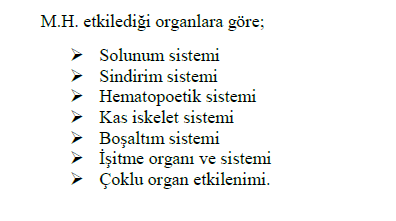 M.H. etkilediği organlara göre;
➤ Solunum sistemi
➤ Sindirim sistemi
➤ Hematopoetik sistemi
➤ Kas iskelet sistemi
➤ Boşaltım sistemi
➤ İşitme organı ve sistemi
➤ Çoklu organ etkilenimi.